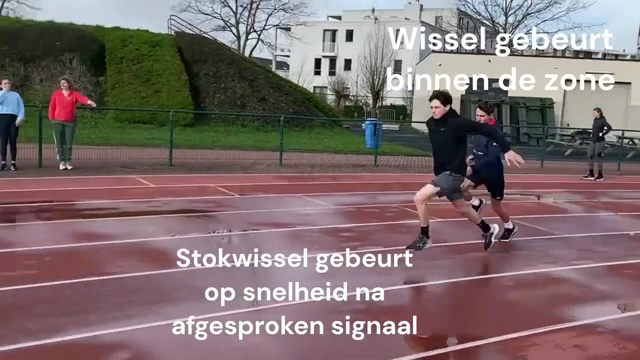 Wissel gebeurt
binnen de zone
Stokwissel gebeurt
op snelheid na
afgesproken signaal